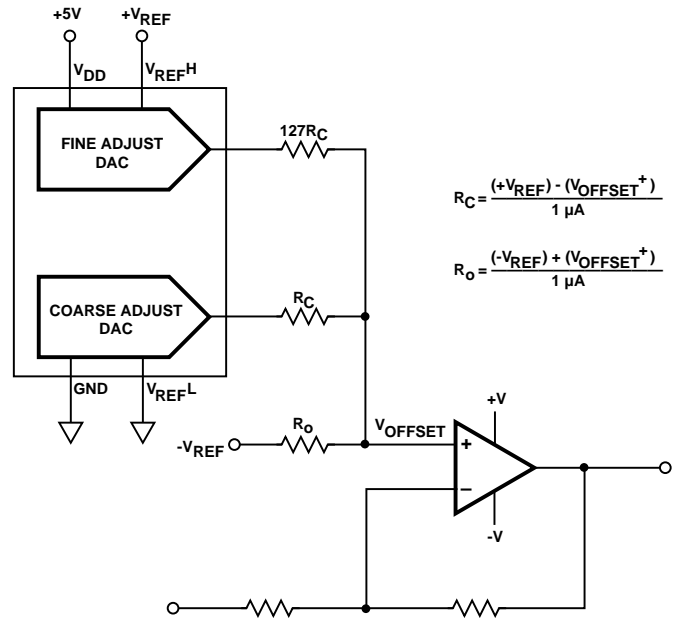 +5V
+VREF
VDD
VREFH
FINE ADJUST
DAC
127RC
RC = (+VREF) - (VOFFSET+)
1 µA
Ro = (-VREF) + (VOFFSET+)
1 µA
COARSE ADJUST
DAC
RC
GND
VREFL
-VREF
Ro
VOFFSET
+V
+
−
-V